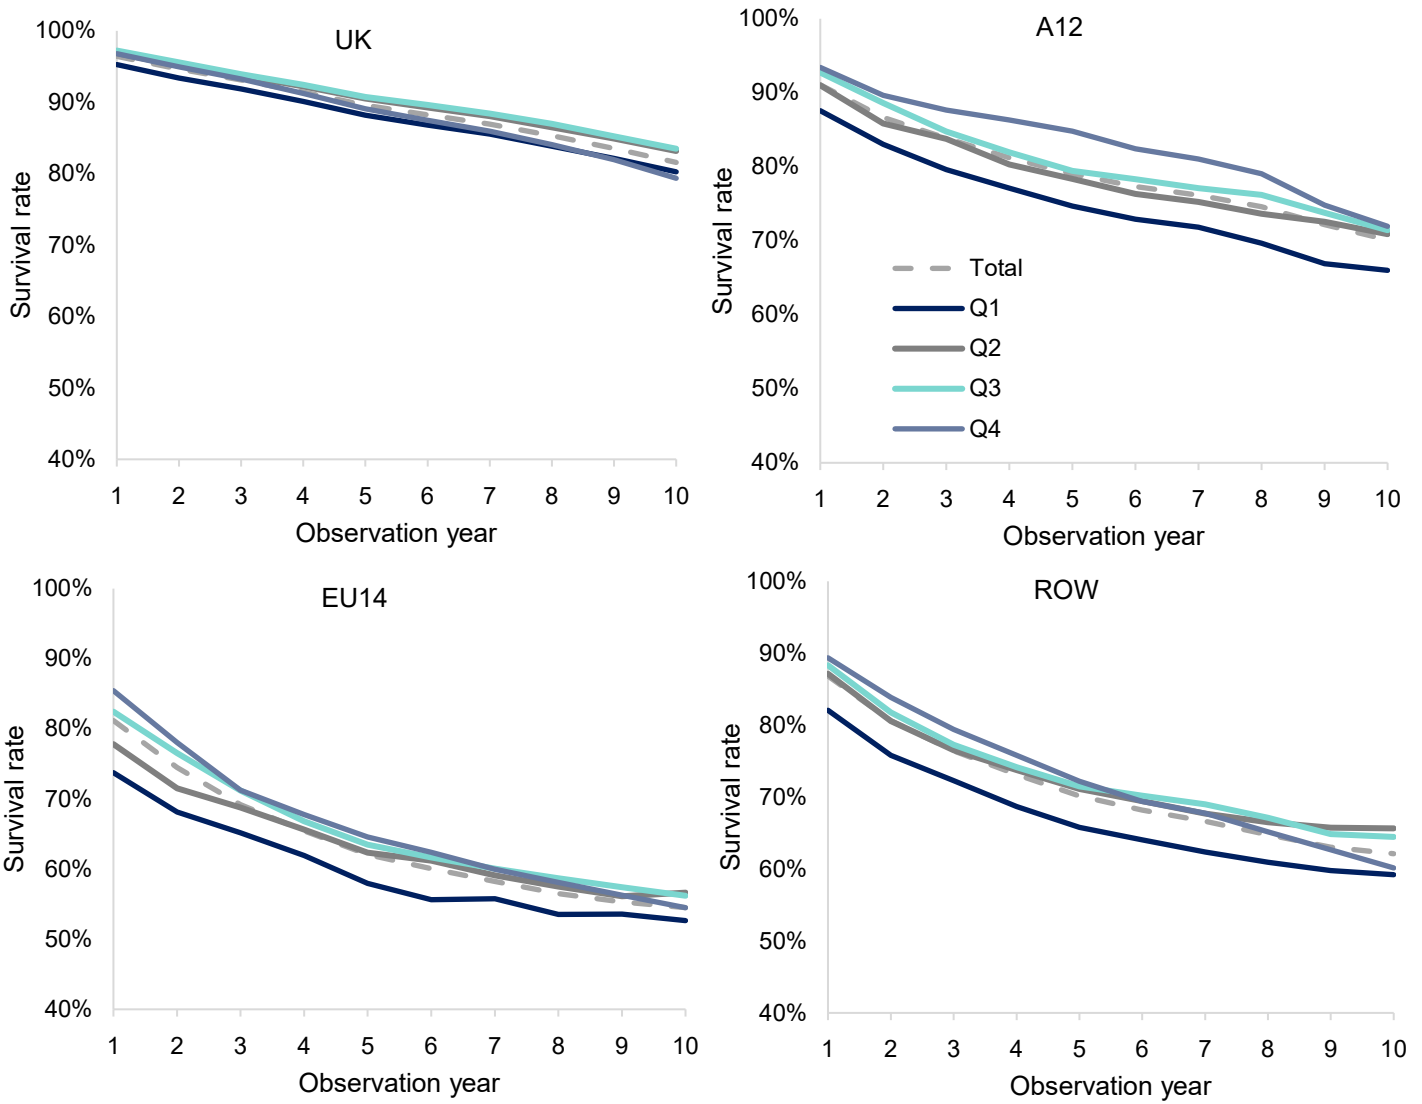 UK
100%
90%
80%
70%
60%
50%
40%
Survival rate
1 2 3 4 5 6 7 8 9 10
Observation year
A12
100%
90%
80%
70%
60%
50%
40%
Survival rate
Total
Q1
Q2
Q3
Q4
1 2 3 4 5 6 7 8 9 10
Observation year
EU14
100%
90%
80%
70%
60%
50%
40%
Survival rate
1 2 3 4 5 6 7 8 9 10
Observation year
ROW
100%
90%
80%
70%
60%
50%
40%
Survival rate
1 2 3 4 5 6 7 8 9 10
Observation year